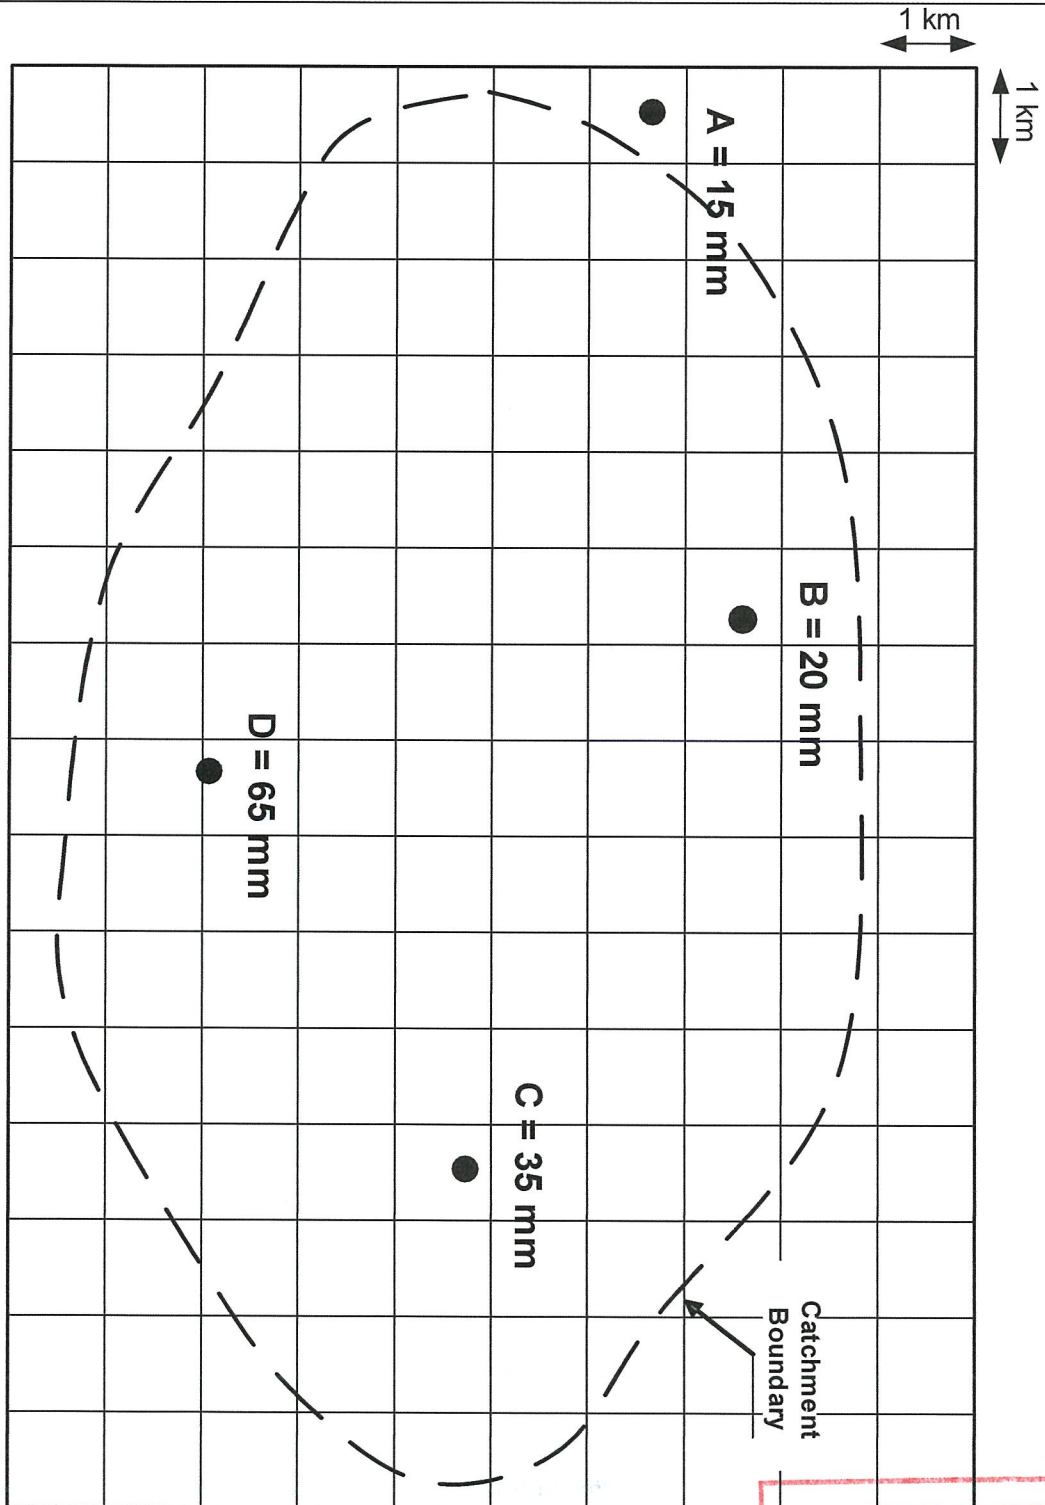 1 km
1 km
A = 15 mm
B = 20 mm
D = 65 mm
C = 35 mm
Catchment
Boundary